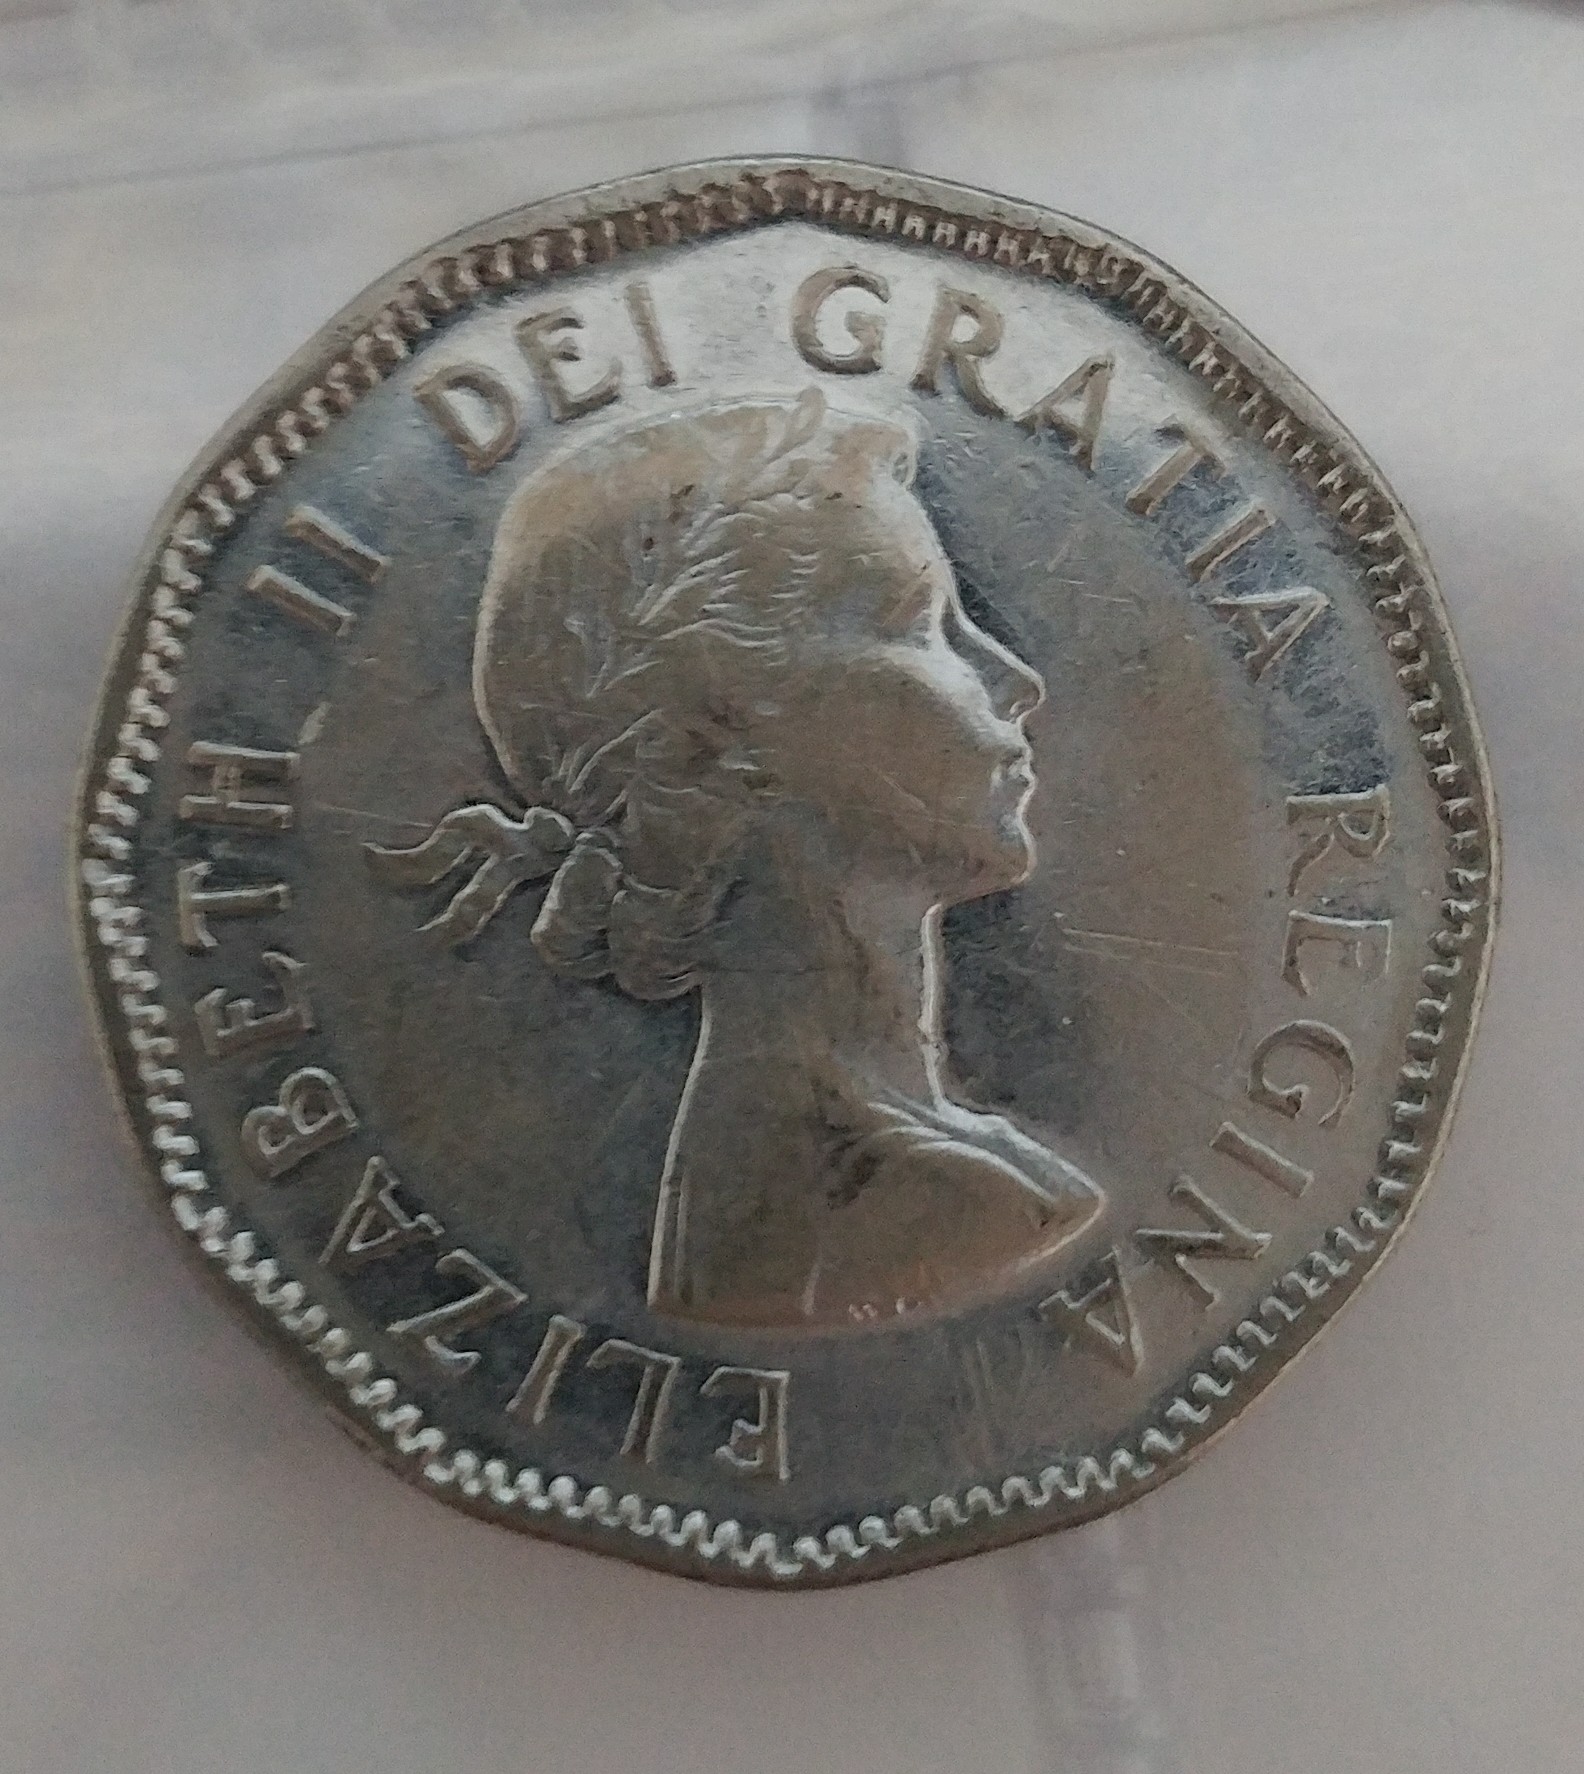 ELIZABETH II DEI GRATIA REGINA